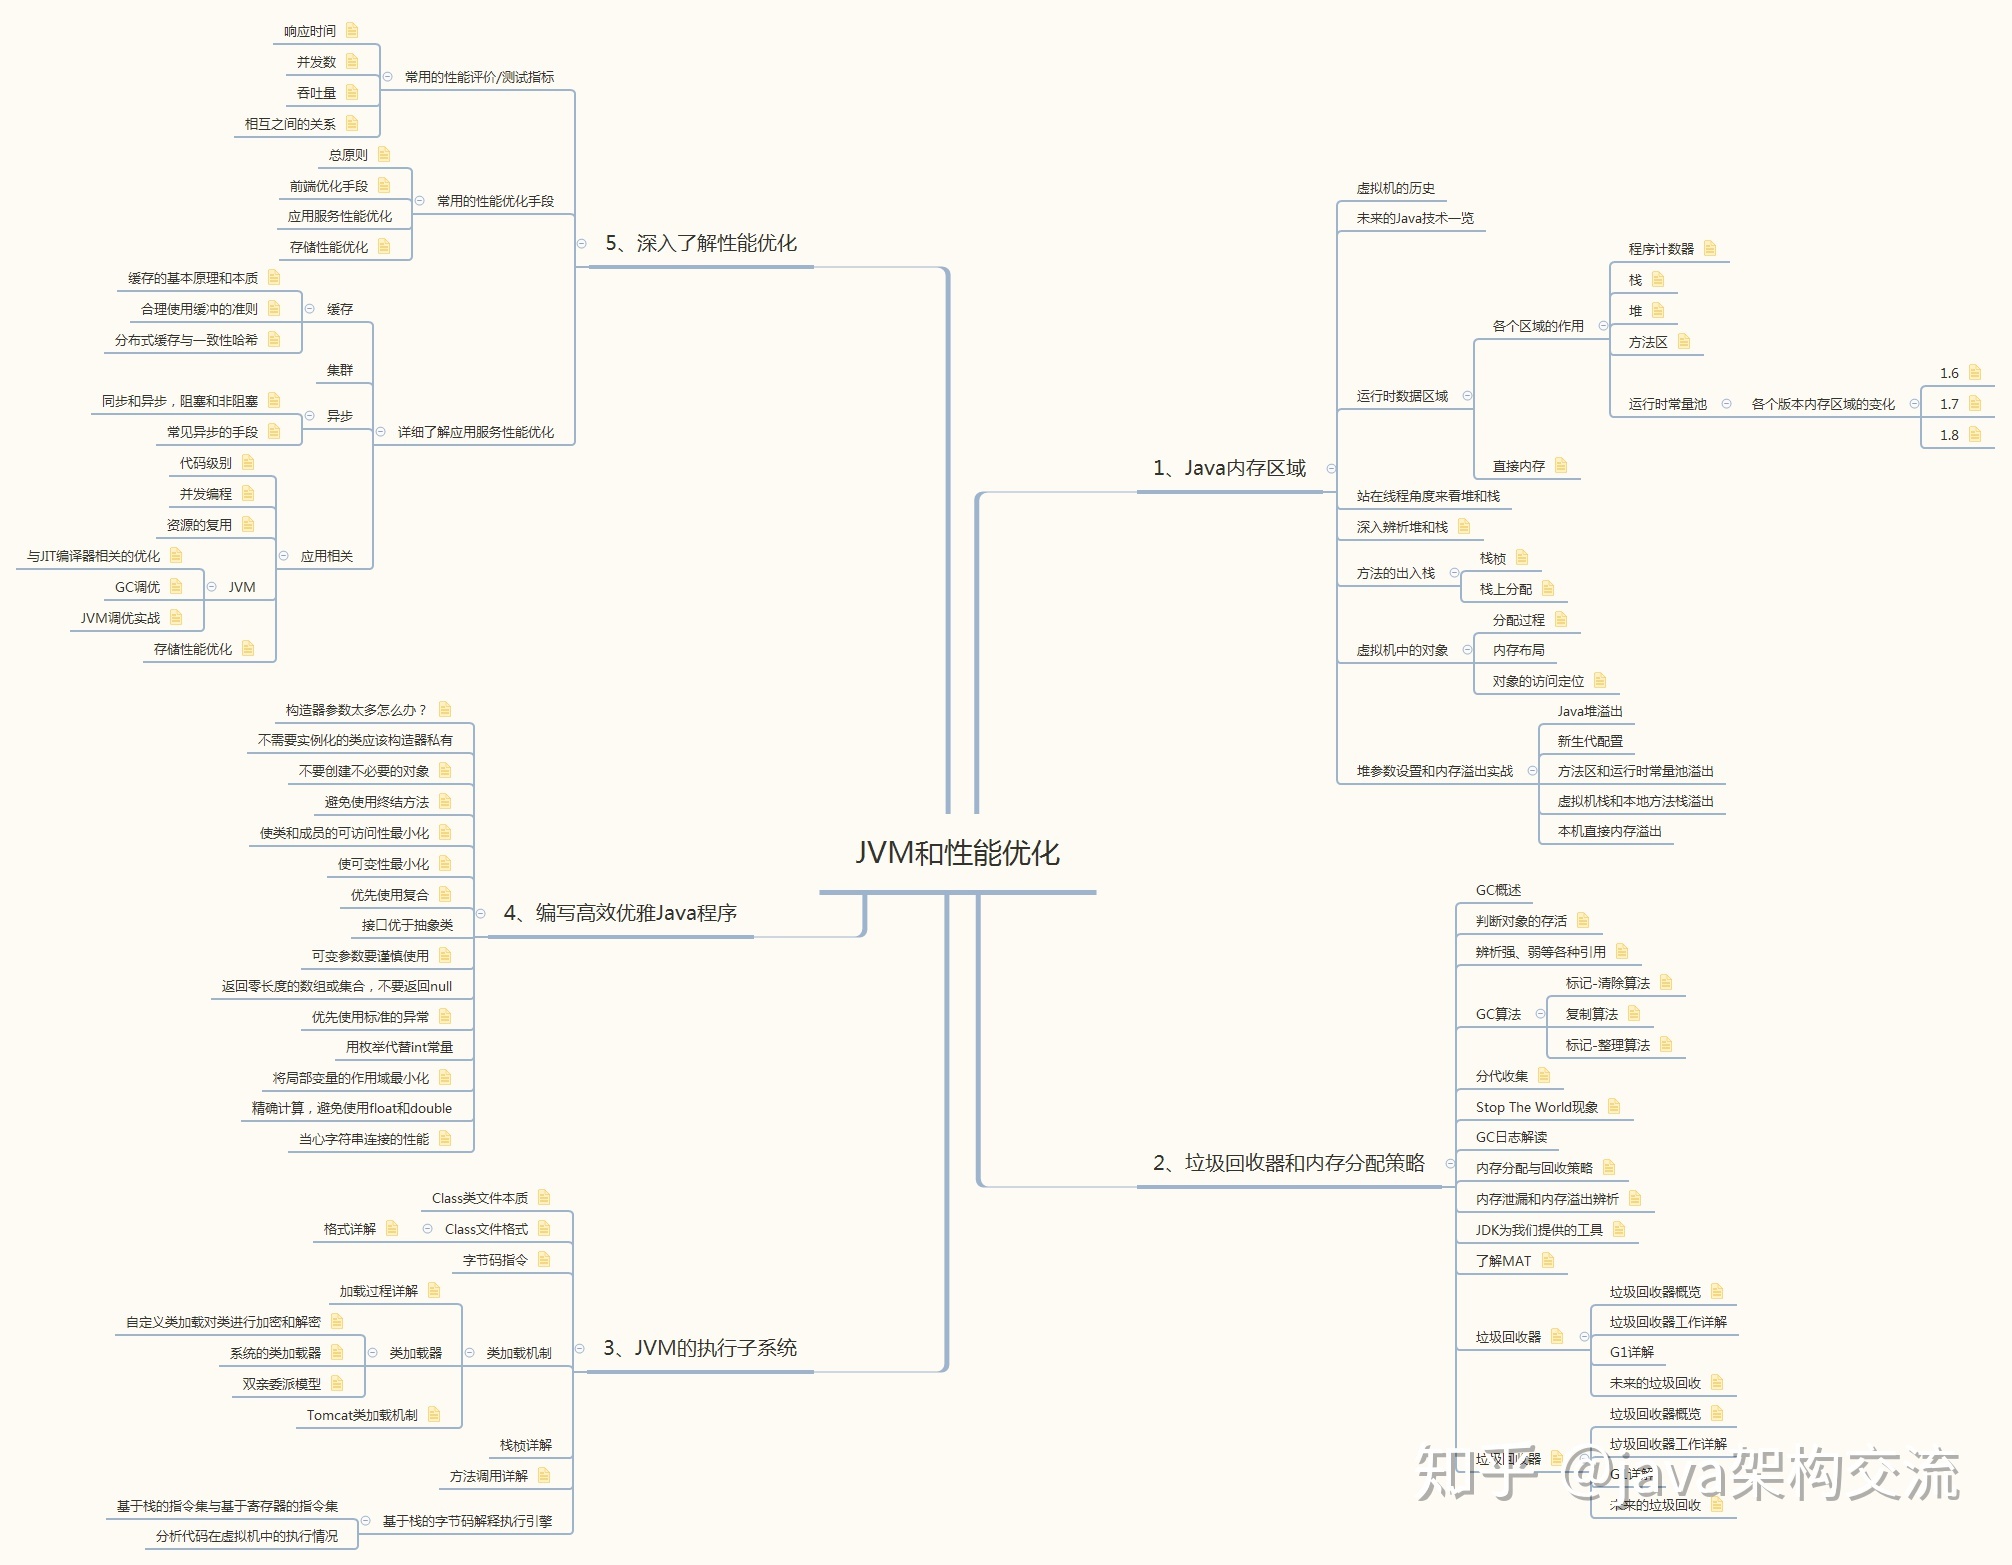 JVM和性能优化
1、Java内存区域
虚拟机的历史
未来的Java技术一览
运行时数据区域
各个区域的作用
程序计数器
栈
堆
方法区
运行时常量池
各个版本内存区域的变化
1.6
1.7
1.8
直接内存
站在线程角度来看堆和栈
深入辨析堆和栈
方法的出入栈
栈桢
栈上分配
虚拟机中的对象
分配过程
内存布局
对象的访问定位
堆参数设置和内存溢出实战
Java堆溢出
新生代配置
方法区和运行时常量池溢出
虚拟机栈和本地方法栈溢出
本机直接内存溢出
2、垃圾回收器和内存分配策略
GC概述
判断对象的存活
辨析强、弱等各种引用
GC算法
标记-清除算法
复制算法
标记-整理算法
分代收集
Stop The World现象
GC日志解读
内存分配与回收策略
内存泄漏和内存溢出辨析
JDK为我们提供的工具
了解MAT
垃圾回收器
垃圾回收器概览
垃圾回收器工作详解
G1详解
未来的垃圾回收
垃圾回收器
垃圾回收器概览
垃圾回收器工作详解
G1详解
未来的垃圾回收
3、JVM的执行子系统
Class类文件本质
Class文件格式
格式详解
字节码指令
类加载机制
加载过程详解
类加载器
自定义类加载对类进行加密和解密
系统的类加载器
双亲委派模型
Tomcat类加载机制
栈桢详解
方法调用详解
基于栈的字节码解释执行引擎
基于栈的指令集与基于寄存器的指令集
分析代码在虚拟机中的执行情况
4、编写高效优雅Java程序
构造器参数太多怎么办？
不需要实例化的类应该构造器私有
不要创建不必要的对象
避免使用终结方法
使类和成员的可访问性最小化
使可变性最小化
优先使用复合
接口优于抽象类
可变参数要谨慎使用
返回零长度的数组或集合，不要返回null
优先使用标准的异常
用枚举代替int常量
将局部变量的作用域最小化
精确计算，避免使用float和double
当心字符串连接的性能
5、深入了解性能优化
常用的性能评价/测试指标
响应时间
并发数
吞吐量
相互之间的关系
常用的性能优化手段
总原则
前端优化手段
应用服务性能优化
存储性能优化
详细了解应用服务性能优化
缓存
缓存的基本原理和本质
合理使用缓冲的准则
分布式缓存与一致性哈希
集群
异步
同步和异步，阻塞和非阻塞
常见异步的手段
应用相关
代码级别
并发编程
资源的复用
JVM
与JIT编译器相关的优化
GC调优
JVM调优实战
存储性能优化
知乎 @java架构交流